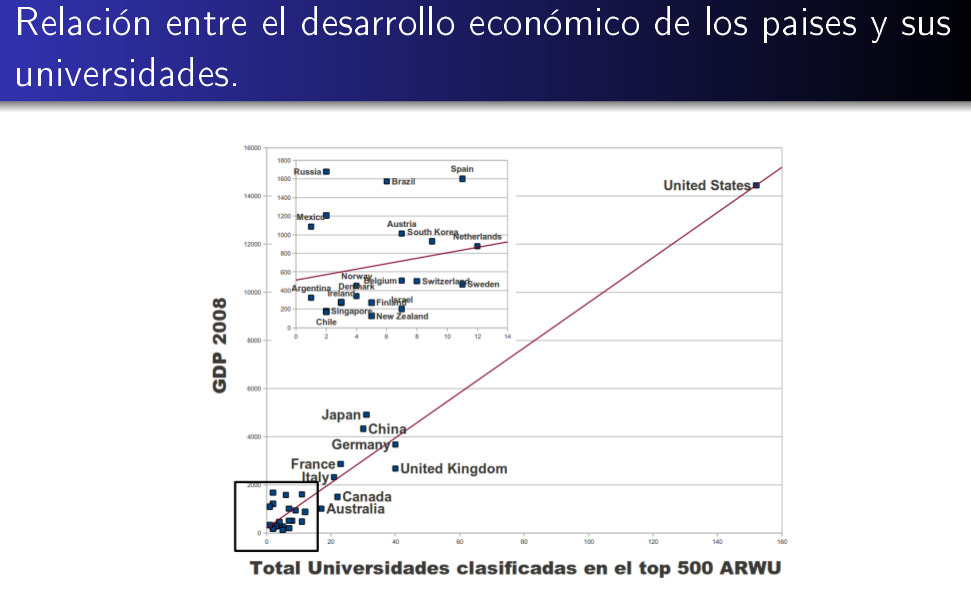 Relación entre el desarrollo económico de los paises y sus
universidades.
GDP 2008
16000
14000
12000
10000
8000
6000
4000
2000
0
1800
1600
1400
1200
1000
800
600
400
200
0
Russia
Brazil
Spain
Mexico
Austria
South Korea
Netherlands
Norway
Belgium
Switzerland
Sweden
Denmark
Argentina
Ireland
Israel
Finland
Singapore
New Zealand
Chile
0 2 4 6 8 10 12 14
United States
Japan
China
Germany
France
United Kingdom
Italy
Canada
Australia
0 20 40 60 80 100 120 140 160
Total Universidades clasificadas en el top 500 ARWU